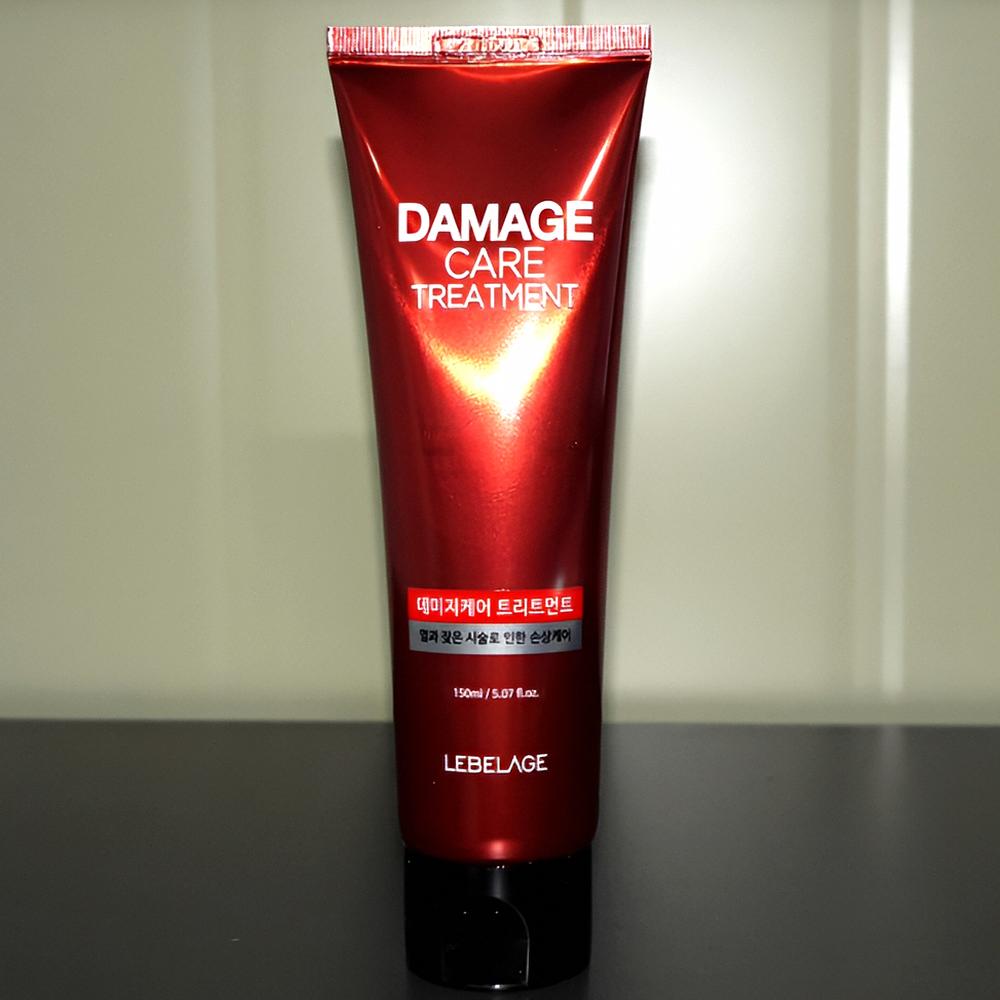 DAMAGE
CARE
TREATMENT
데미지케어 트리트먼트
열과 잦은 시술로 인한 손상케어
150ml / 5.07 fl.oz.
LEBELAGE